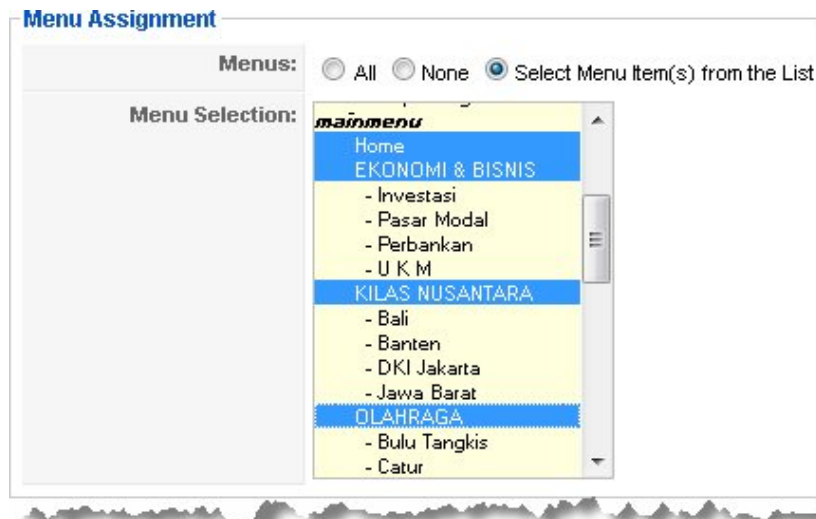 Menu Assignment
Menus: All None Select Menu Item(s) from the List
Menu Selection:
mainmenu
Home
EKONOMI & BISNIS
- Investasi
- Pasar Modal
- Perbankan
- U K M
KILAS NUSANTARA
- Bali
- Banten
- DKI Jakarta
- Jawa Barat
OLAHRAGA
- Bulu Tangkis
- Catur